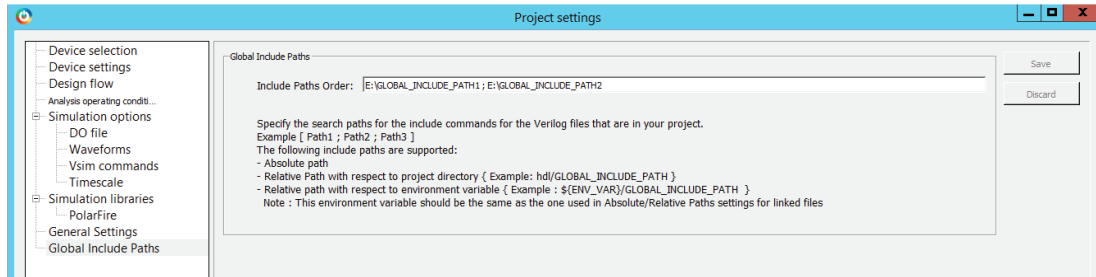 Project settings
Device selection
Device settings
Design flow
Analysis operating conditi...
Simulation options
DO file
Waveforms
Vsim commands
Timescale
Simulation libraries
PolarFire
General Settings
Global Include Paths
Global Include Paths
Include Paths Order: E:\GLOBAL_INCLUDE_PATH1 ; E:\GLOBAL_INCLUDE_PATH2
Specify the search paths for the include commands for the Verilog files that are in your project.
Example [ Path1 ; Path2 ; Path3 ]
The following include paths are supported:
- Absolute path
- Relative Path with respect to project directory { Example: hdl/GLOBAL_INCLUDE_PATH }
- Relative path with respect to environment variable { Example : ${ENV_VAR}/GLOBAL_INCLUDE_PATH }
Note : This environment variable should be the same as the one used in Absolute/Relative Paths settings for linked files
Save
Discard